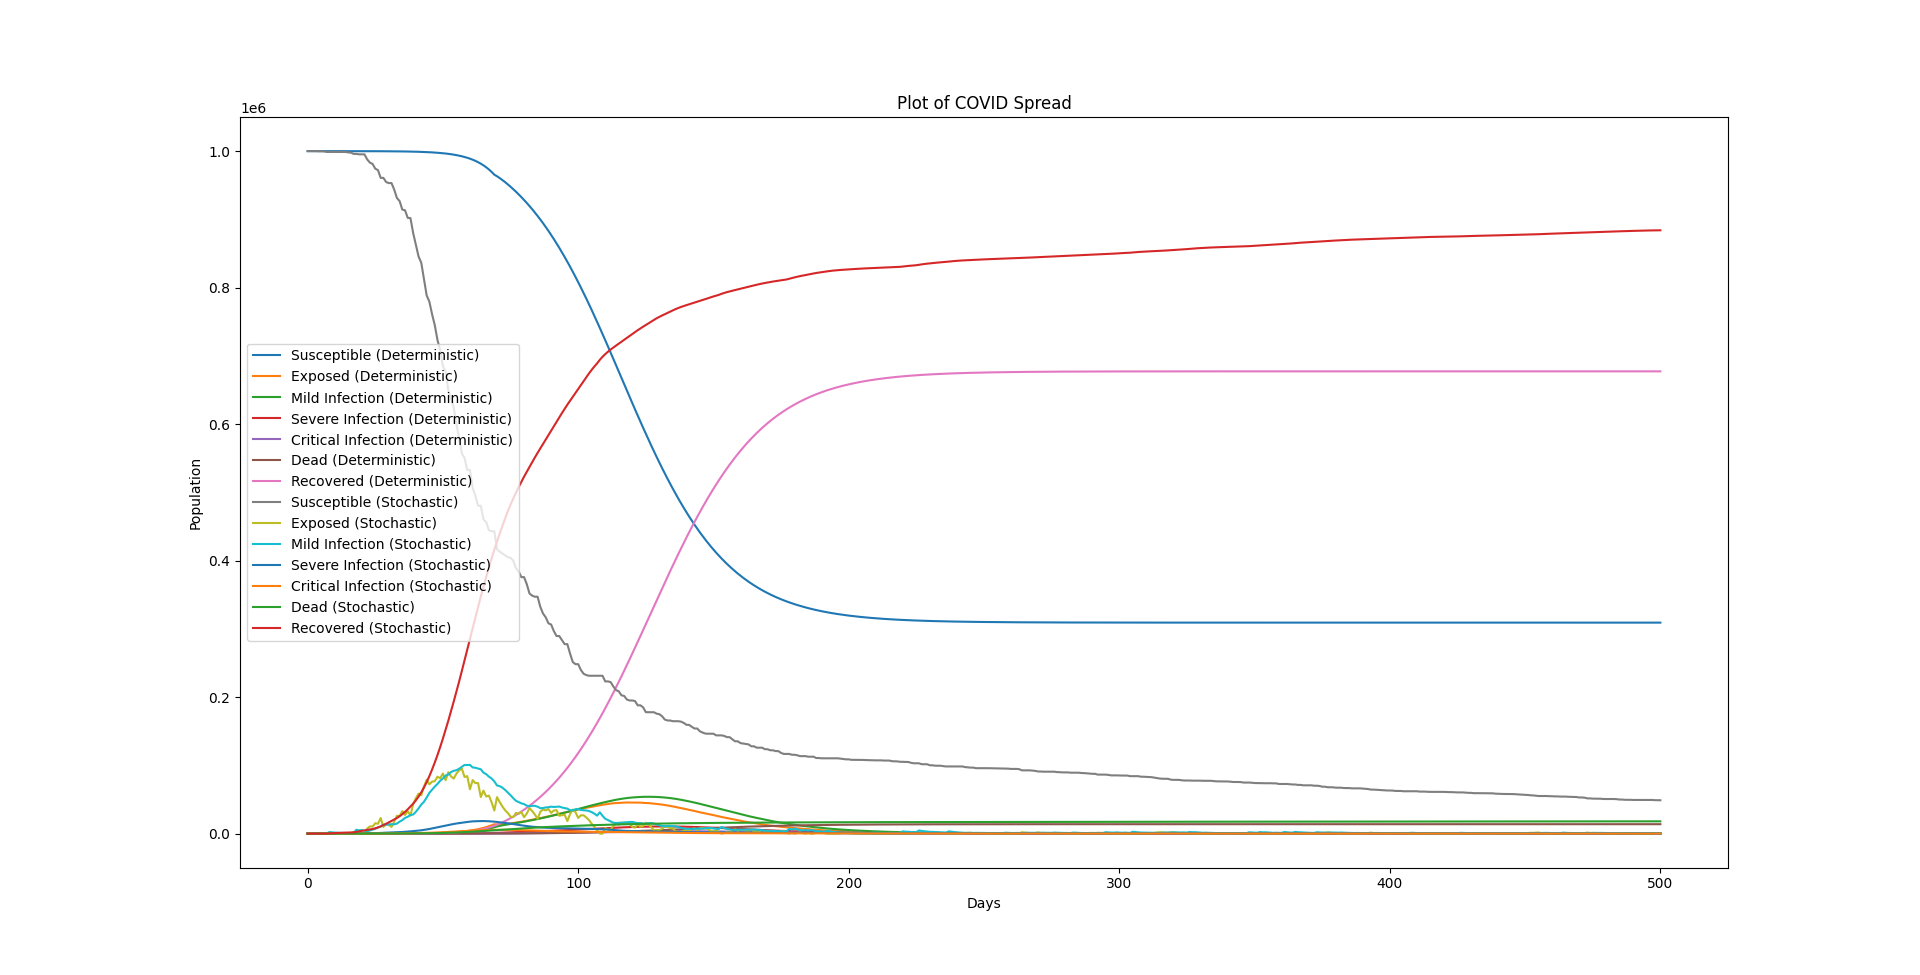 Plot of COVID Spread
1e6
1.0
0.8
0.6
0.4
0.2
0.0
Population
Susceptible (Deterministic)
Exposed (Deterministic)
Mild Infection (Deterministic)
Severe Infection (Deterministic)
Critical Infection (Deterministic)
Dead (Deterministic)
Recovered (Deterministic)
Susceptible (Stochastic)
Exposed (Stochastic)
Mild Infection (Stochastic)
Severe Infection (Stochastic)
Critical Infection (Stochastic)
Dead (Stochastic)
Recovered (Stochastic)
0 100 200 300 400 500
Days